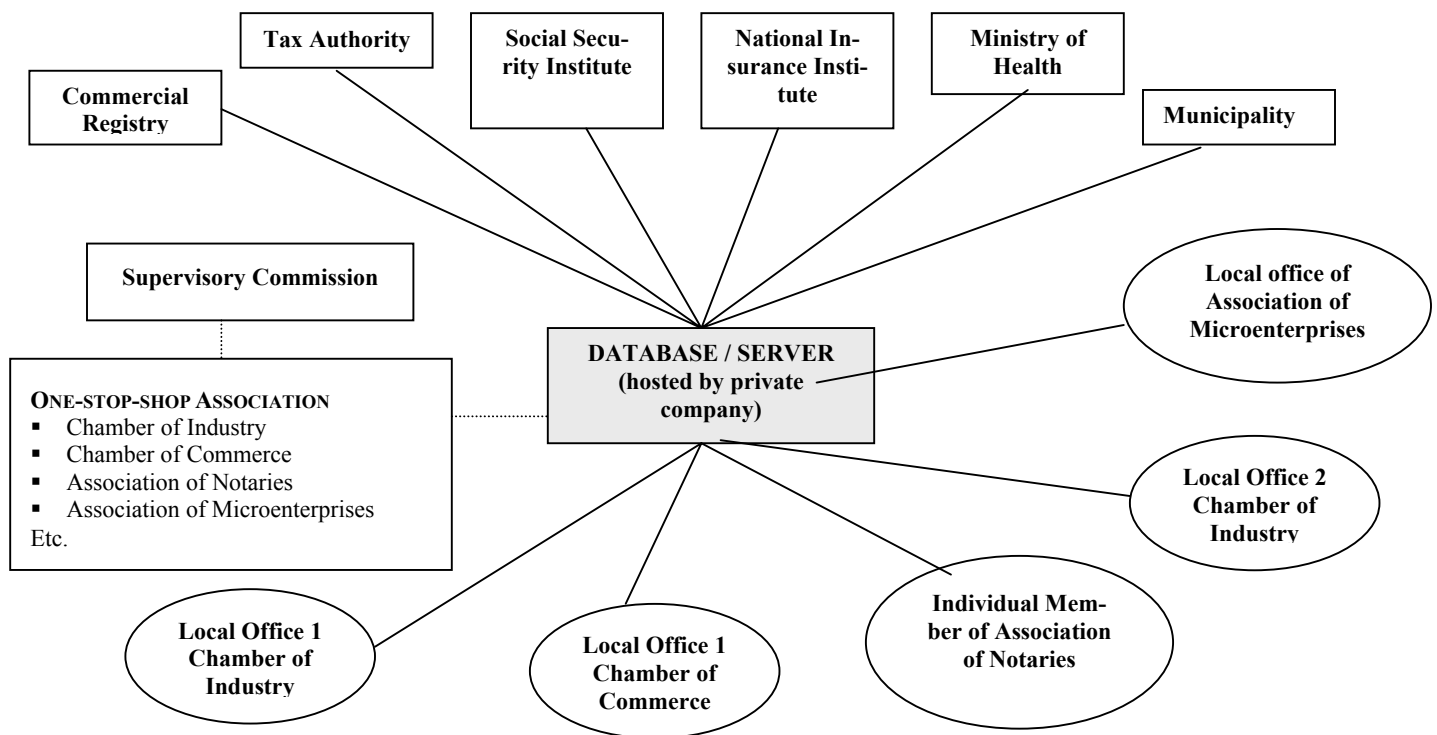 Tax Authority
Social Secu-
rity Institute
National In-
surance Insti-
tute
Ministry of
Health
Commercial
Registry
Municipality
Supervisory Commission
Local office of
Association of
Microenterprises
DATABASE / SERVER
(hosted by private
company)
ONE-STOP-SHOP ASSOCIATION
▪ Chamber of Industry
▪ Chamber of Commerce
▪ Association of Notaries
▪ Association of Microenterprises
Etc.
Local Office 2
Chamber of
Industry
Individual Mem-
ber of Association
of Notaries
Local Office 1
Chamber of
Industry
Local Office 1
Chamber of
Commerce